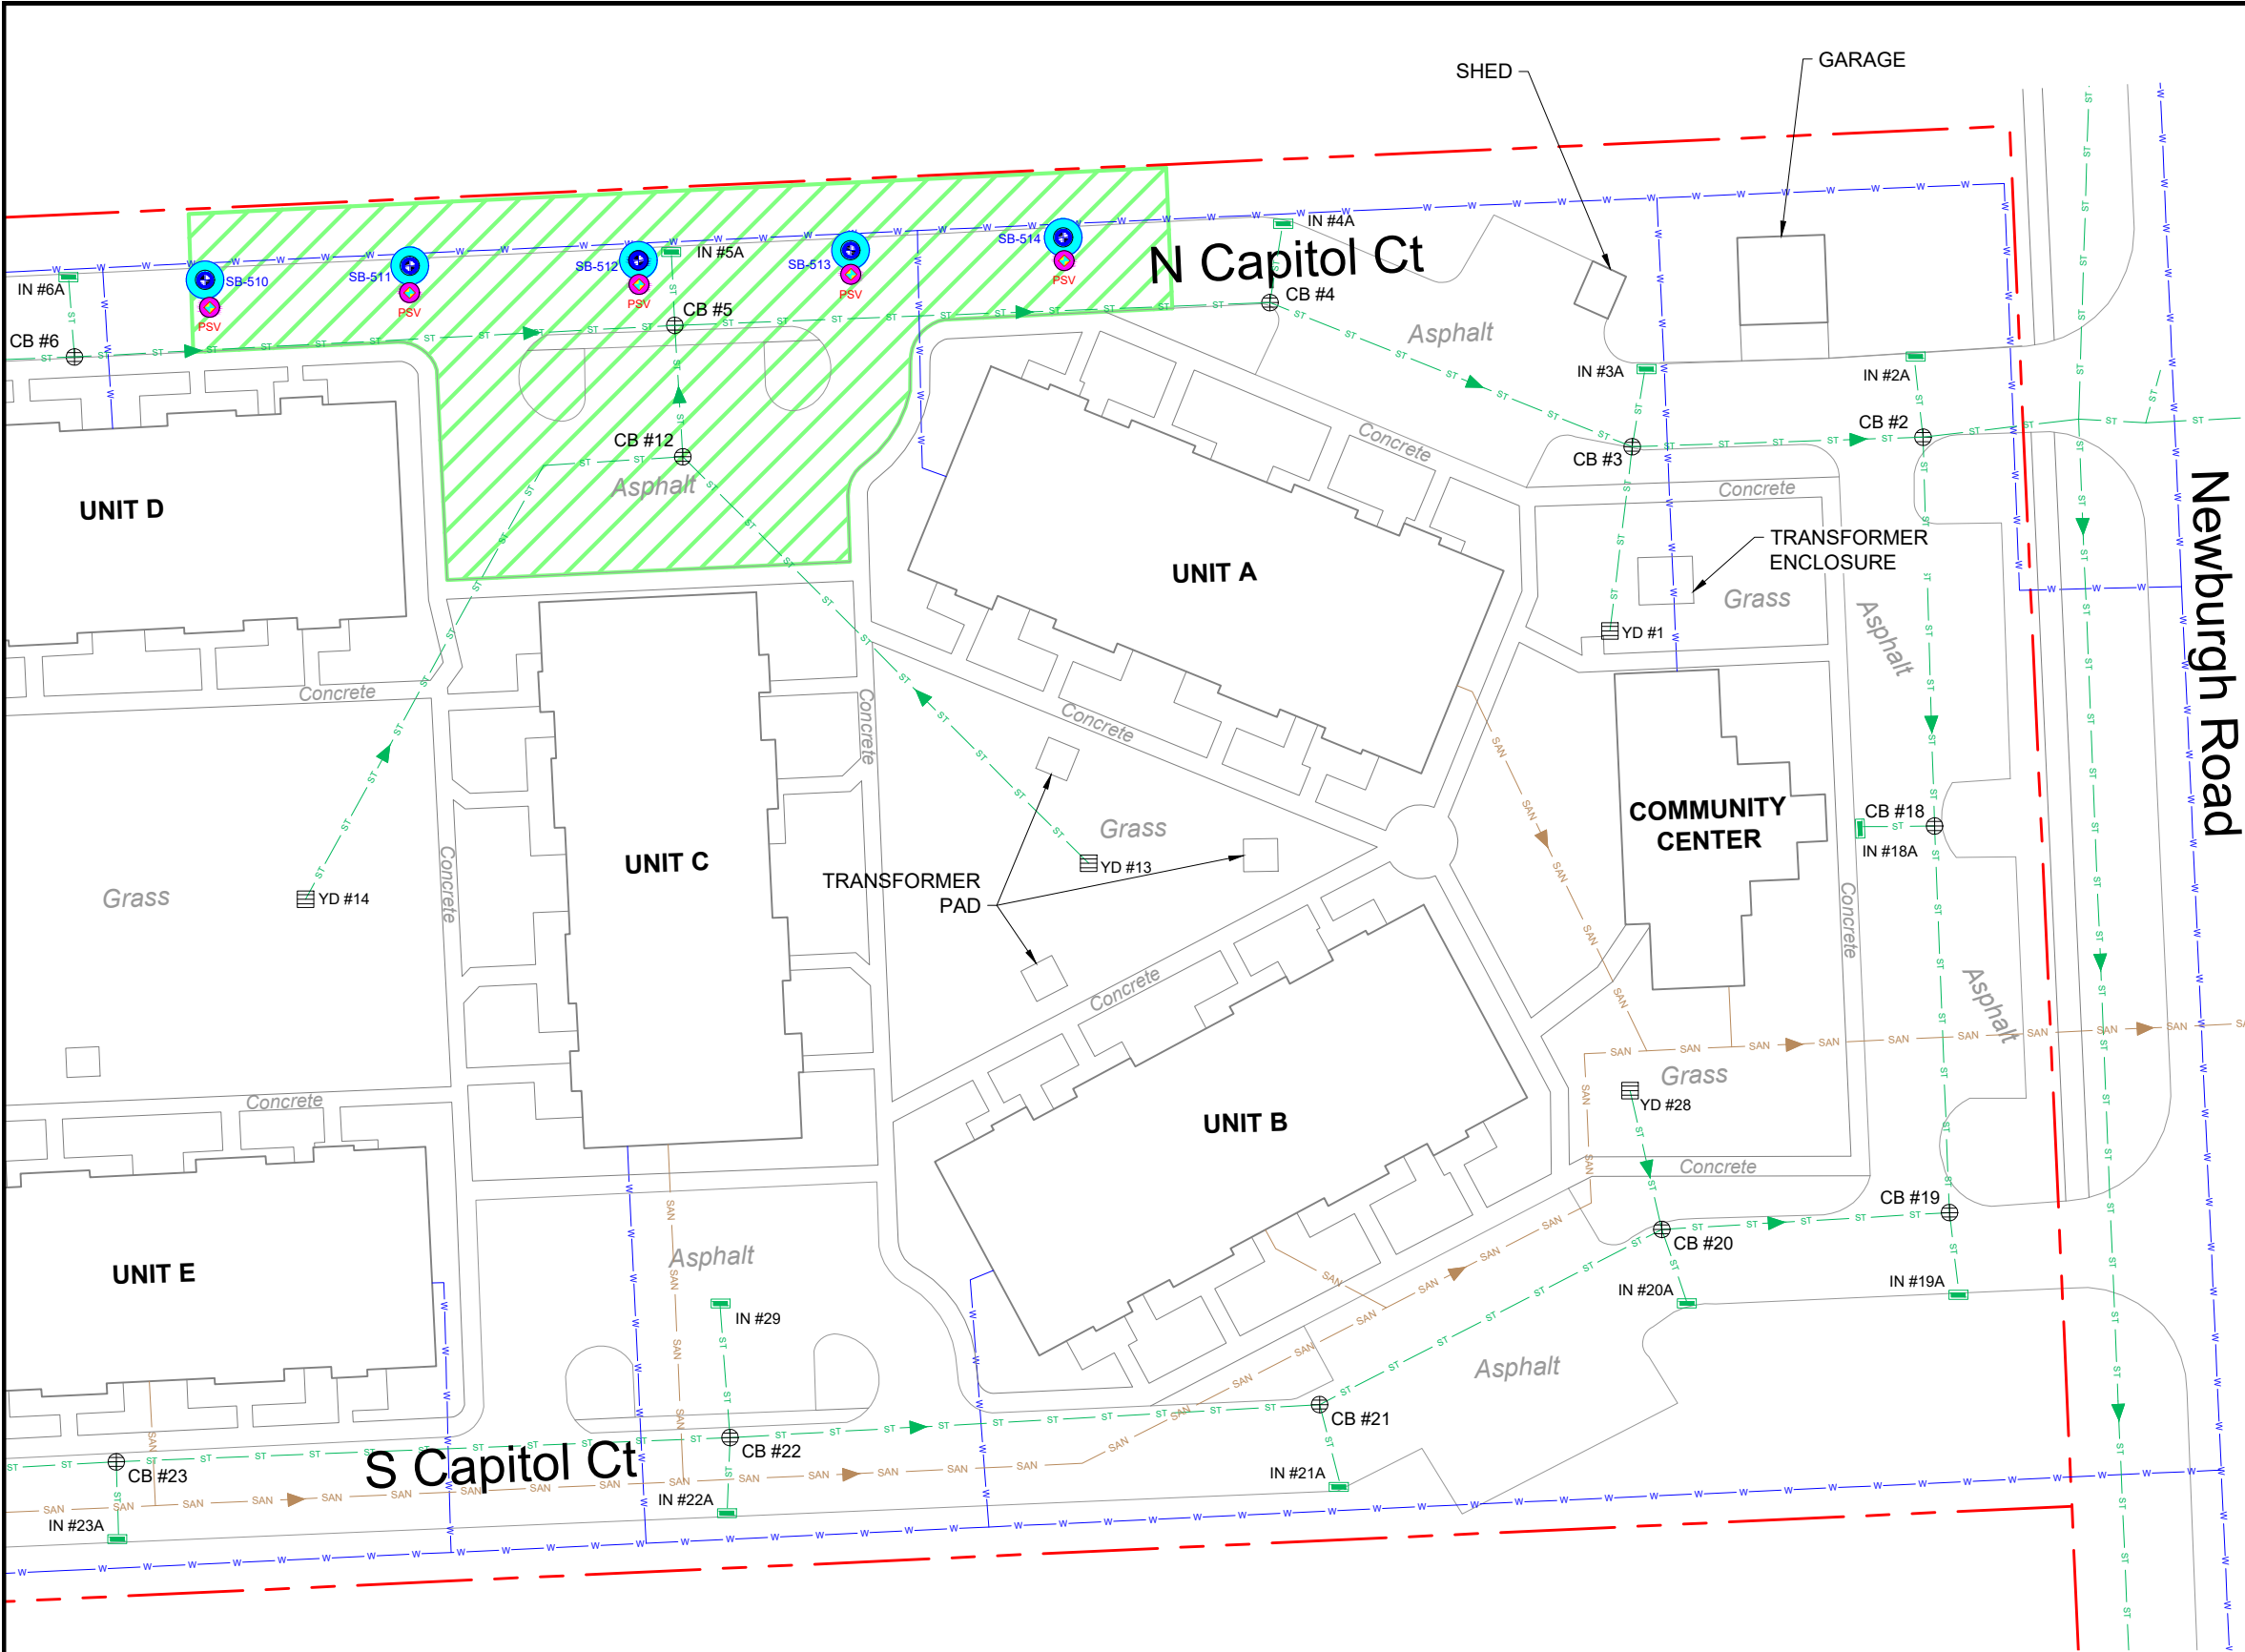 SHED
GARAGE
IN #4A
N Capitol Ct
SB-514
PSV
SB-513
PSV
IN #5A
SB-512
PSV
SB-511
PSV
SB-510
PSV
IN #6A
CB #6
CB #5
CB #4
Asphalt
IN #3A
IN #2A
CB #2
CB #3
CB #12
Asphalt
Concrete
Concrete
UNIT D
UNIT A
TRANSFORMER
ENCLOSURE
Grass
YD #1
Asphalt
Newburgh Road
Concrete
Concrete
Concrete
COMMUNITY
CENTER
CB #18
IN #18A
UNIT C
Grass
YD #13
TRANSFORMER
PAD
Grass
YD #14
Concrete
Concrete
Concrete
Asphalt
Grass
YD #28
Concrete
UNIT B
Concrete
CB #19
CB #20
IN #19A
IN #20A
UNIT E
Asphalt
IN #29
Asphalt
CB #21
CB #22
IN #21A
IN #22A
S Capitol Ct
CB #23
IN #23A
W
ST
SAN